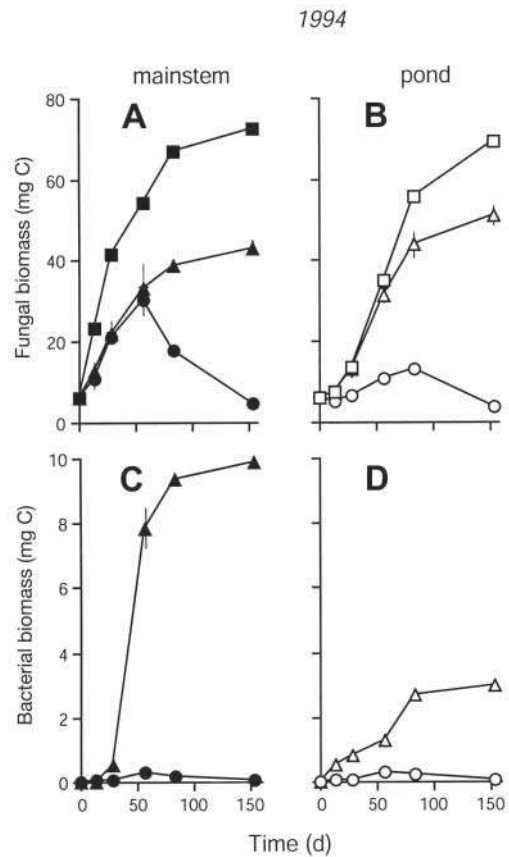 1994
mainstem pond
A B
80
60
40
20
0
Fungal biomass (mg C)
C D
10
8
6
4
2
0
Bacterial biomass (mg C)
0 50 100 150 0 50 100 150
Time (d)